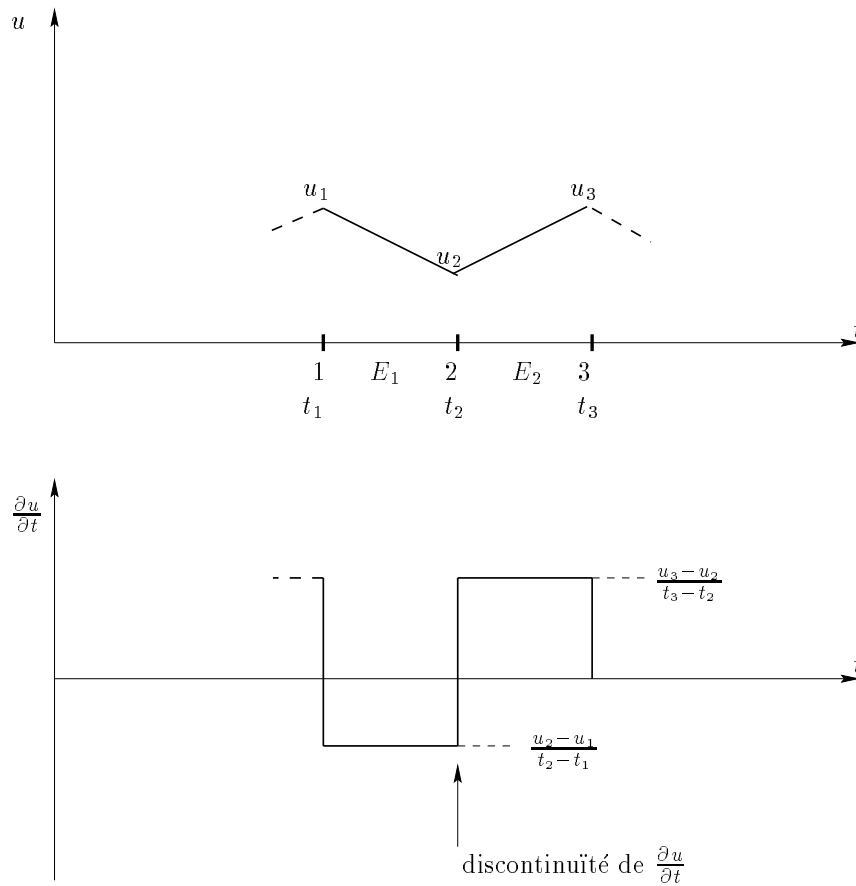 u
u₁
u₃
u₂
t
1 E₁ 2 E₂ 3
t₁ t₂ t₃
∂u/∂t
(u₃−u₂)/(t₃−t₂)
t
(u₂−u₁)/(t₂−t₁)
discontinuïté de ∂u/∂t